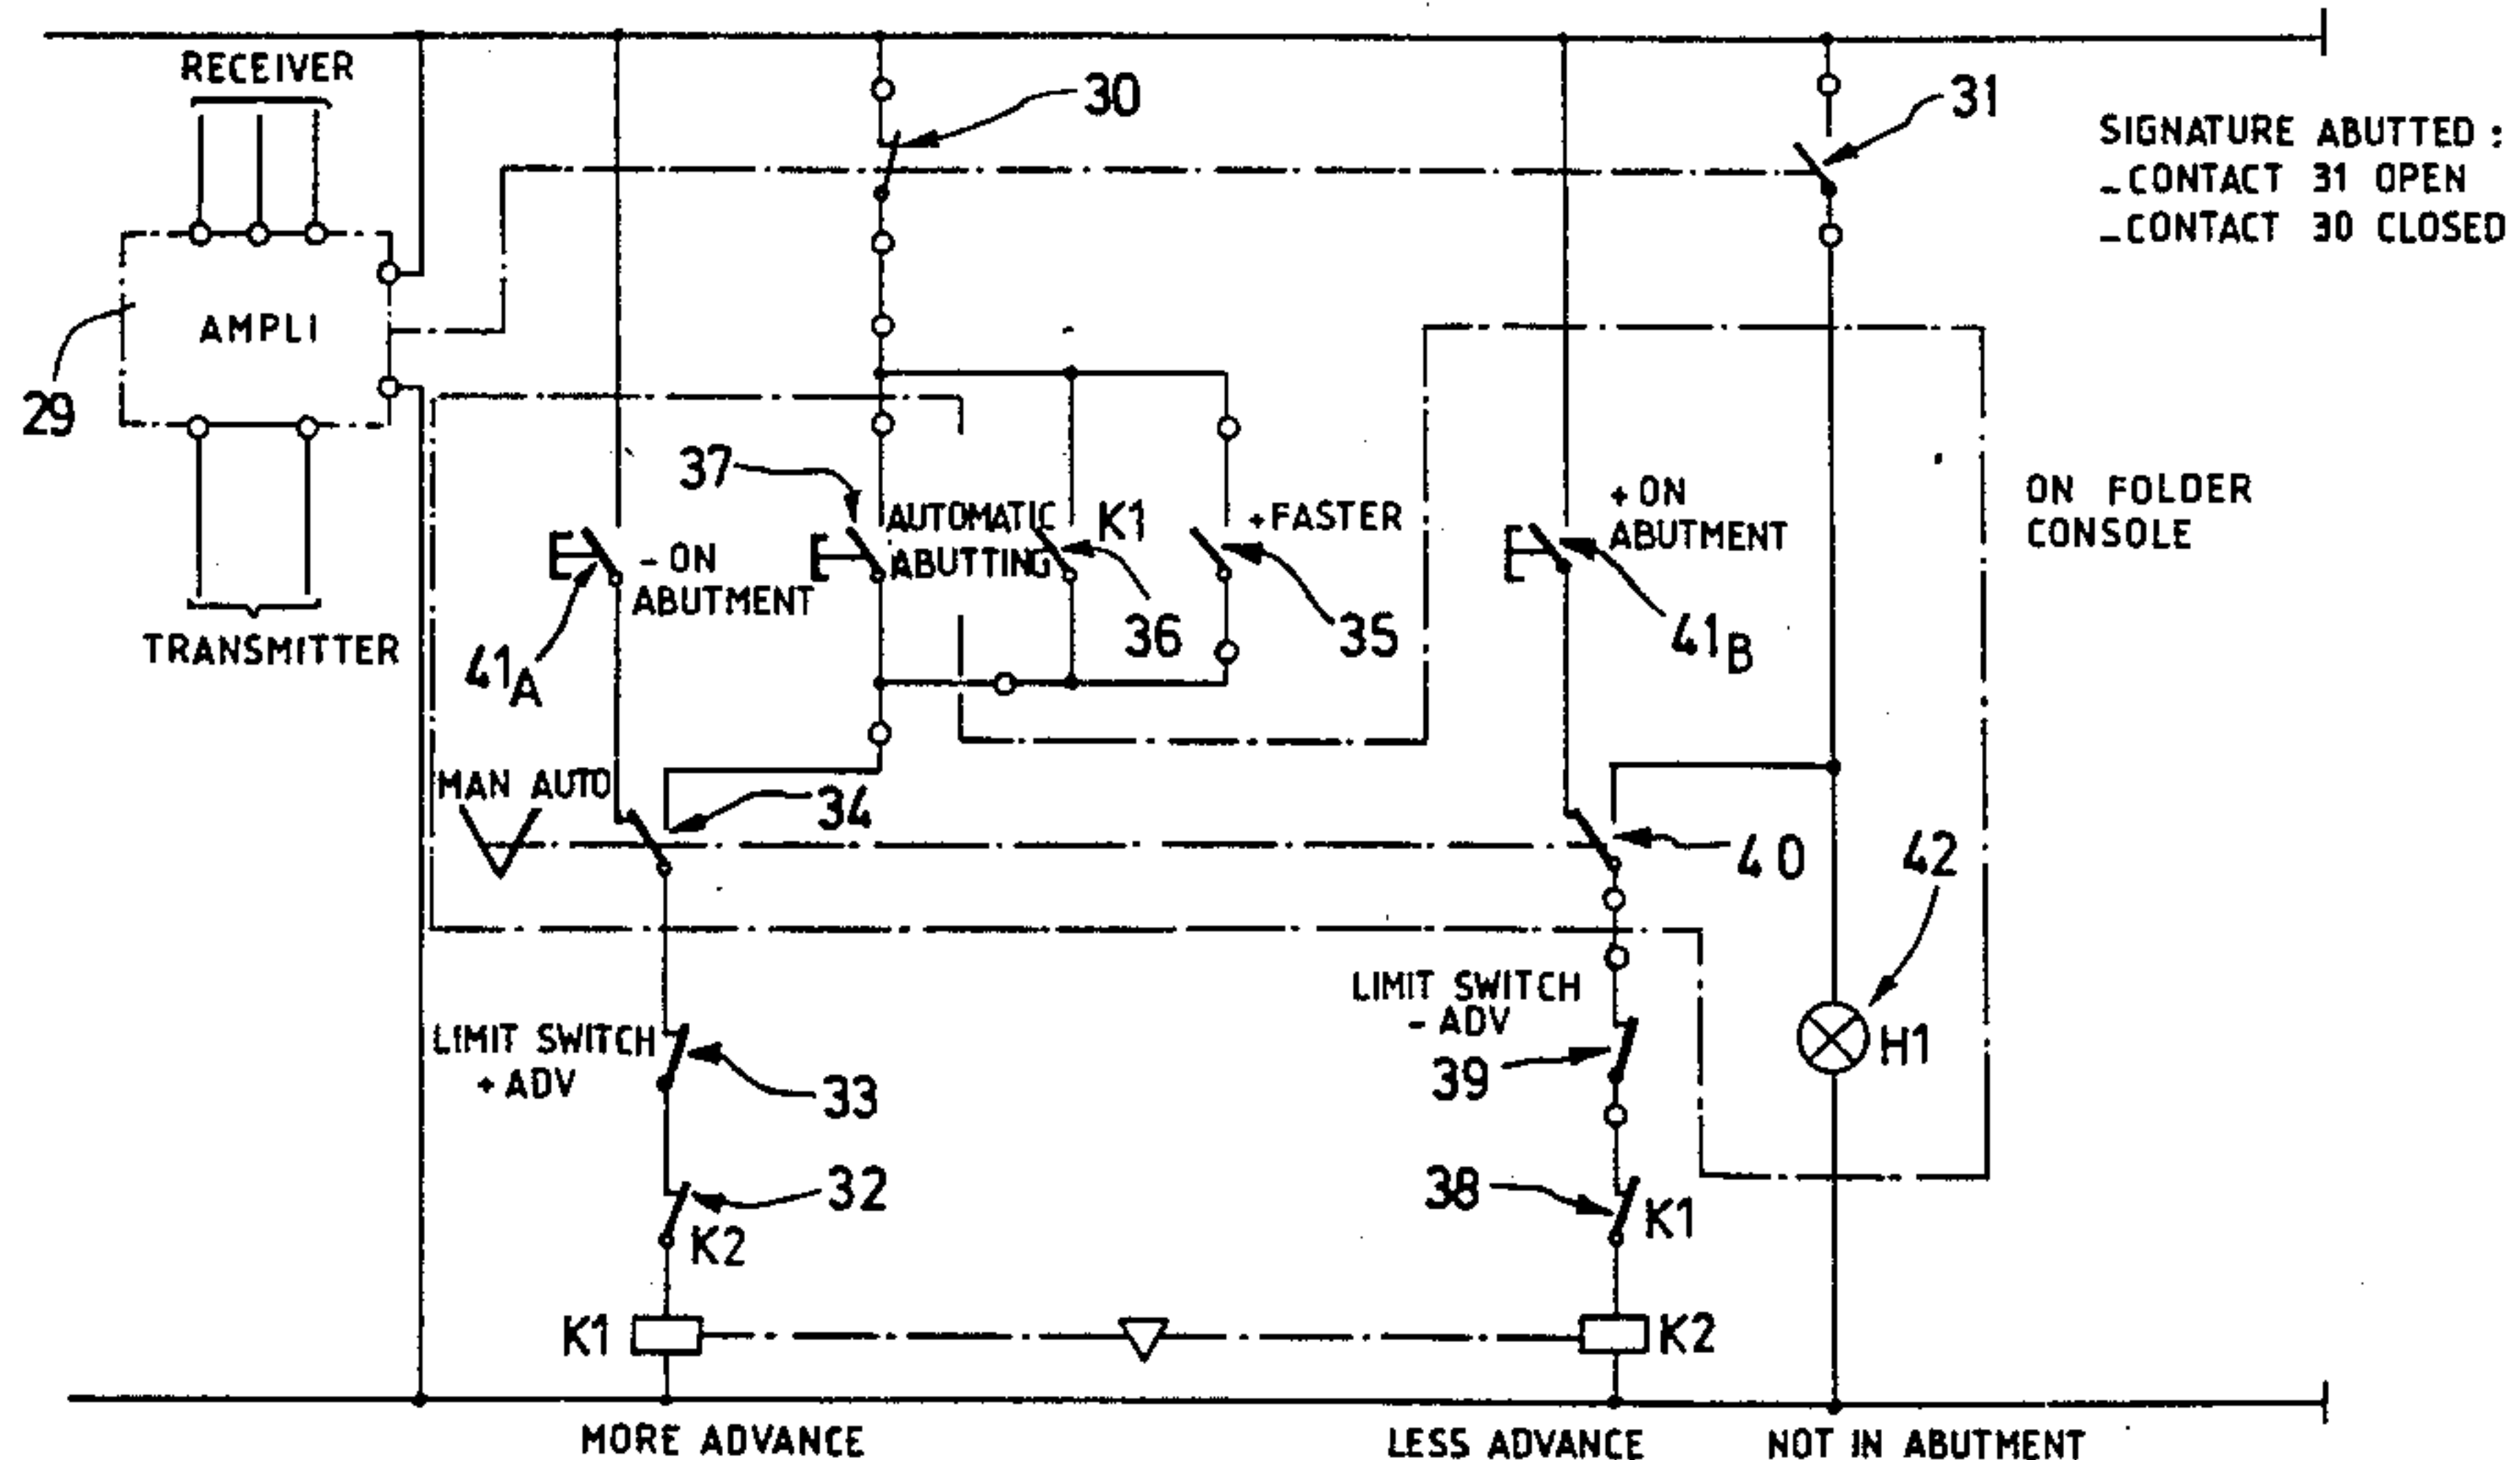 RECEIVER
30
31
SIGNATURE ABUTTED :
- CONTACT 31 OPEN
- CONTACT 30 CLOSED
AMPLI
29
37
AUTOMATIC
ABUTTING
K1
+ FASTER
+ ON
ABUTMENT
ON FOLDER
CONSOLE
- ON
ABUTMENT
36
35
41B
TRANSMITTER
41A
MAN AUTO
34
40
42
LIMIT SWITCH
- ADV
LIMIT SWITCH
+ ADV
33
39
H1
32
K2
38
K1
K1
K2
MORE ADVANCE
LESS ADVANCE
NOT IN ABUTMENT